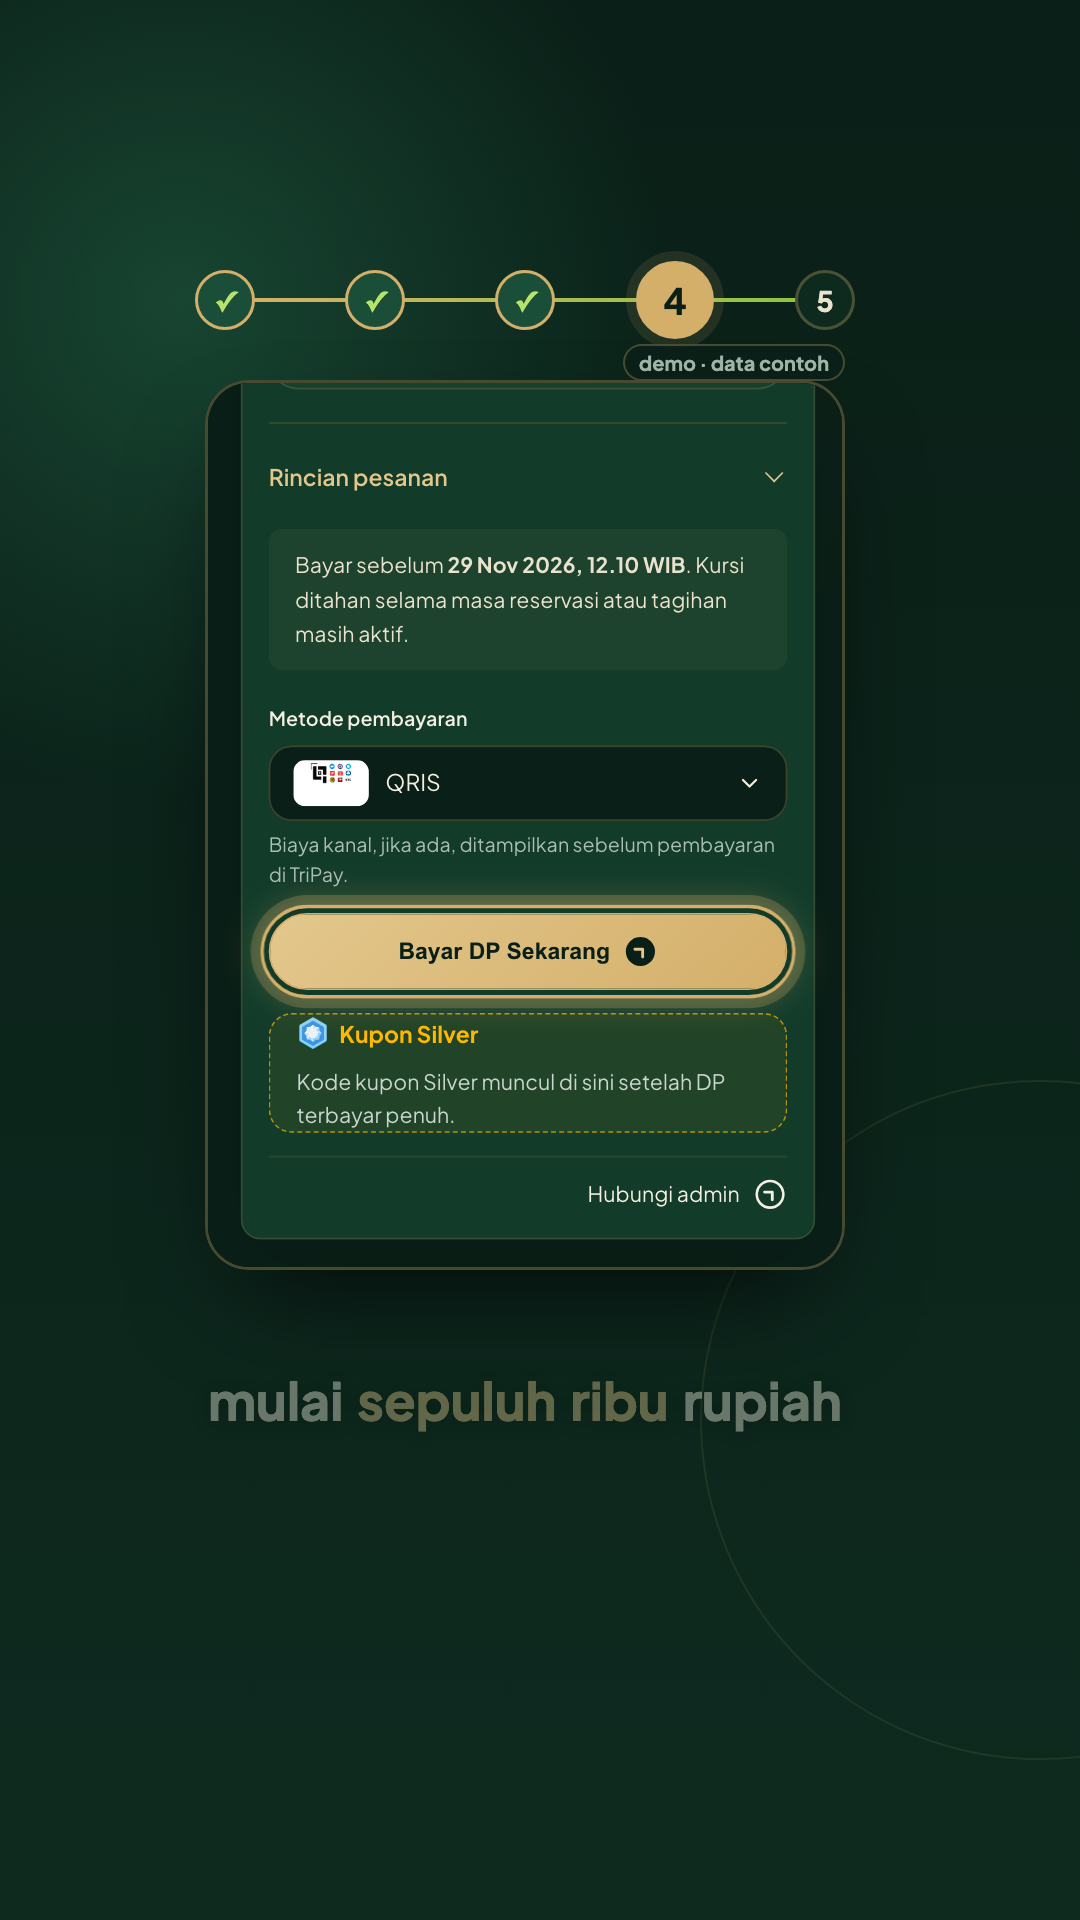 4
5
demo · data contoh
Rincian pesanan
Bayar sebelum 29 Nov 2026, 12.10 WIB. Kursi
ditahan selama masa reservasi atau tagihan
masih aktif.
Metode pembayaran
QRIS
Biaya kanal, jika ada, ditampilkan sebelum pembayaran
di TriPay.
Bayar DP Sekarang
Kupon Silver
Kode kupon Silver muncul di sini setelah DP
terbayar penuh.
Hubungi admin
mulai sepuluh ribu rupiah